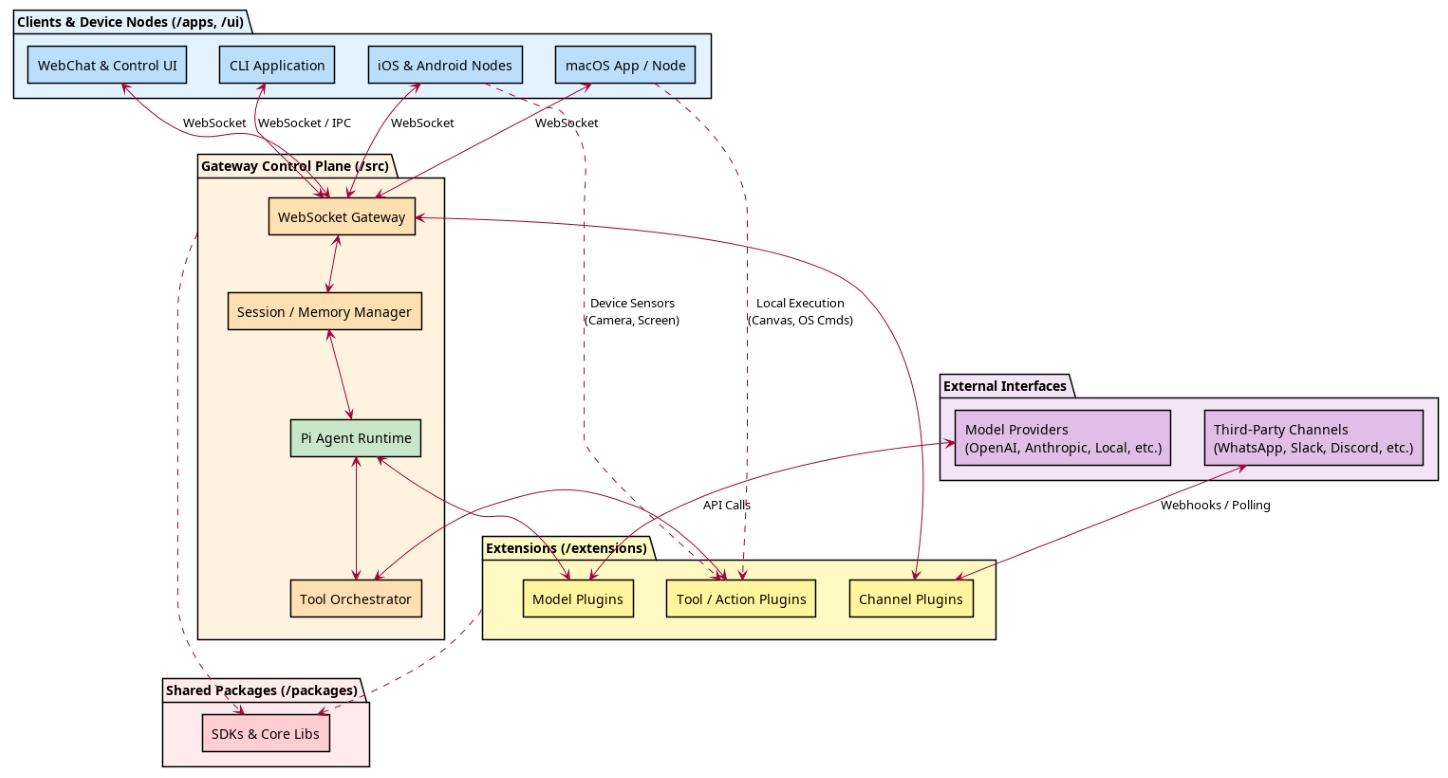 Clients & Device Nodes (/apps, /ui)
WebChat & Control UI
CLI Application
iOS & Android Nodes
macOS App / Node
WebSocket
WebSocket / IPC
WebSocket
WebSocket
Gateway Control Plane (/src)
WebSocket Gateway
Session / Memory Manager
Device Sensors
(Camera, Screen)
Local Execution
(Canvas, OS Cmds)
External Interfaces
Model Providers
(OpenAI, Anthropic, Local, etc.)
Third-Party Channels
(WhatsApp, Slack, Discord, etc.)
Pi Agent Runtime
API Calls
Webhooks / Polling
Extensions (/extensions)
Tool Orchestrator
Model Plugins
Tool / Action Plugins
Channel Plugins
Shared Packages (/packages)
SDKs & Core Libs